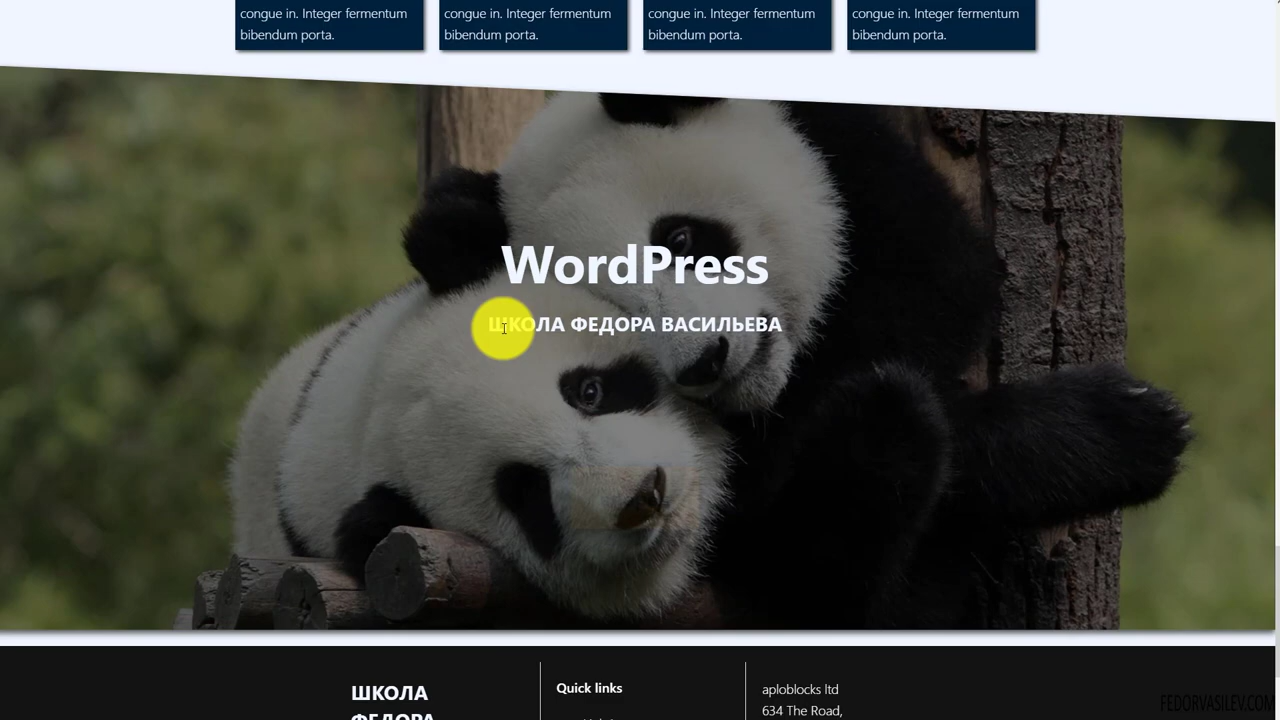 congue in. Integer fermentum
bibendum porta.
congue in. Integer fermentum
bibendum porta.
congue in. Integer fermentum
bibendum porta.
congue in. Integer fermentum
bibendum porta.
WordPress
ШКОЛА ФЕДОРА ВАСИЛЬЕВА
ШКОЛА
ФЕДОРА
Quick links
aploblocks ltd
634 The Road,
FEDORVASILEV.COM